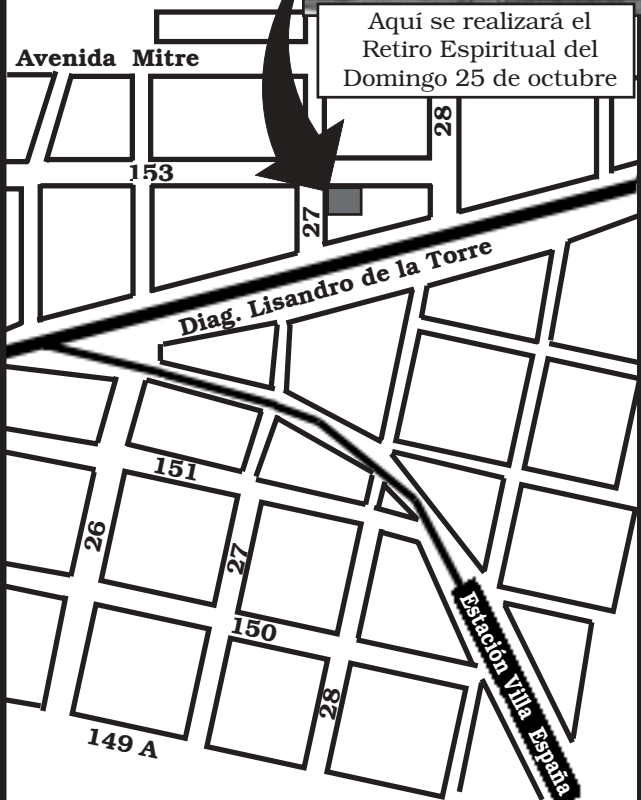 Aquí se realizará el
Retiro Espiritual del
Domingo 25 de octubre
Avenida Mitre
28
153
27
Diag. Lisandro de la Torre
151
26
27
150
28
149 A
Estación Villa España